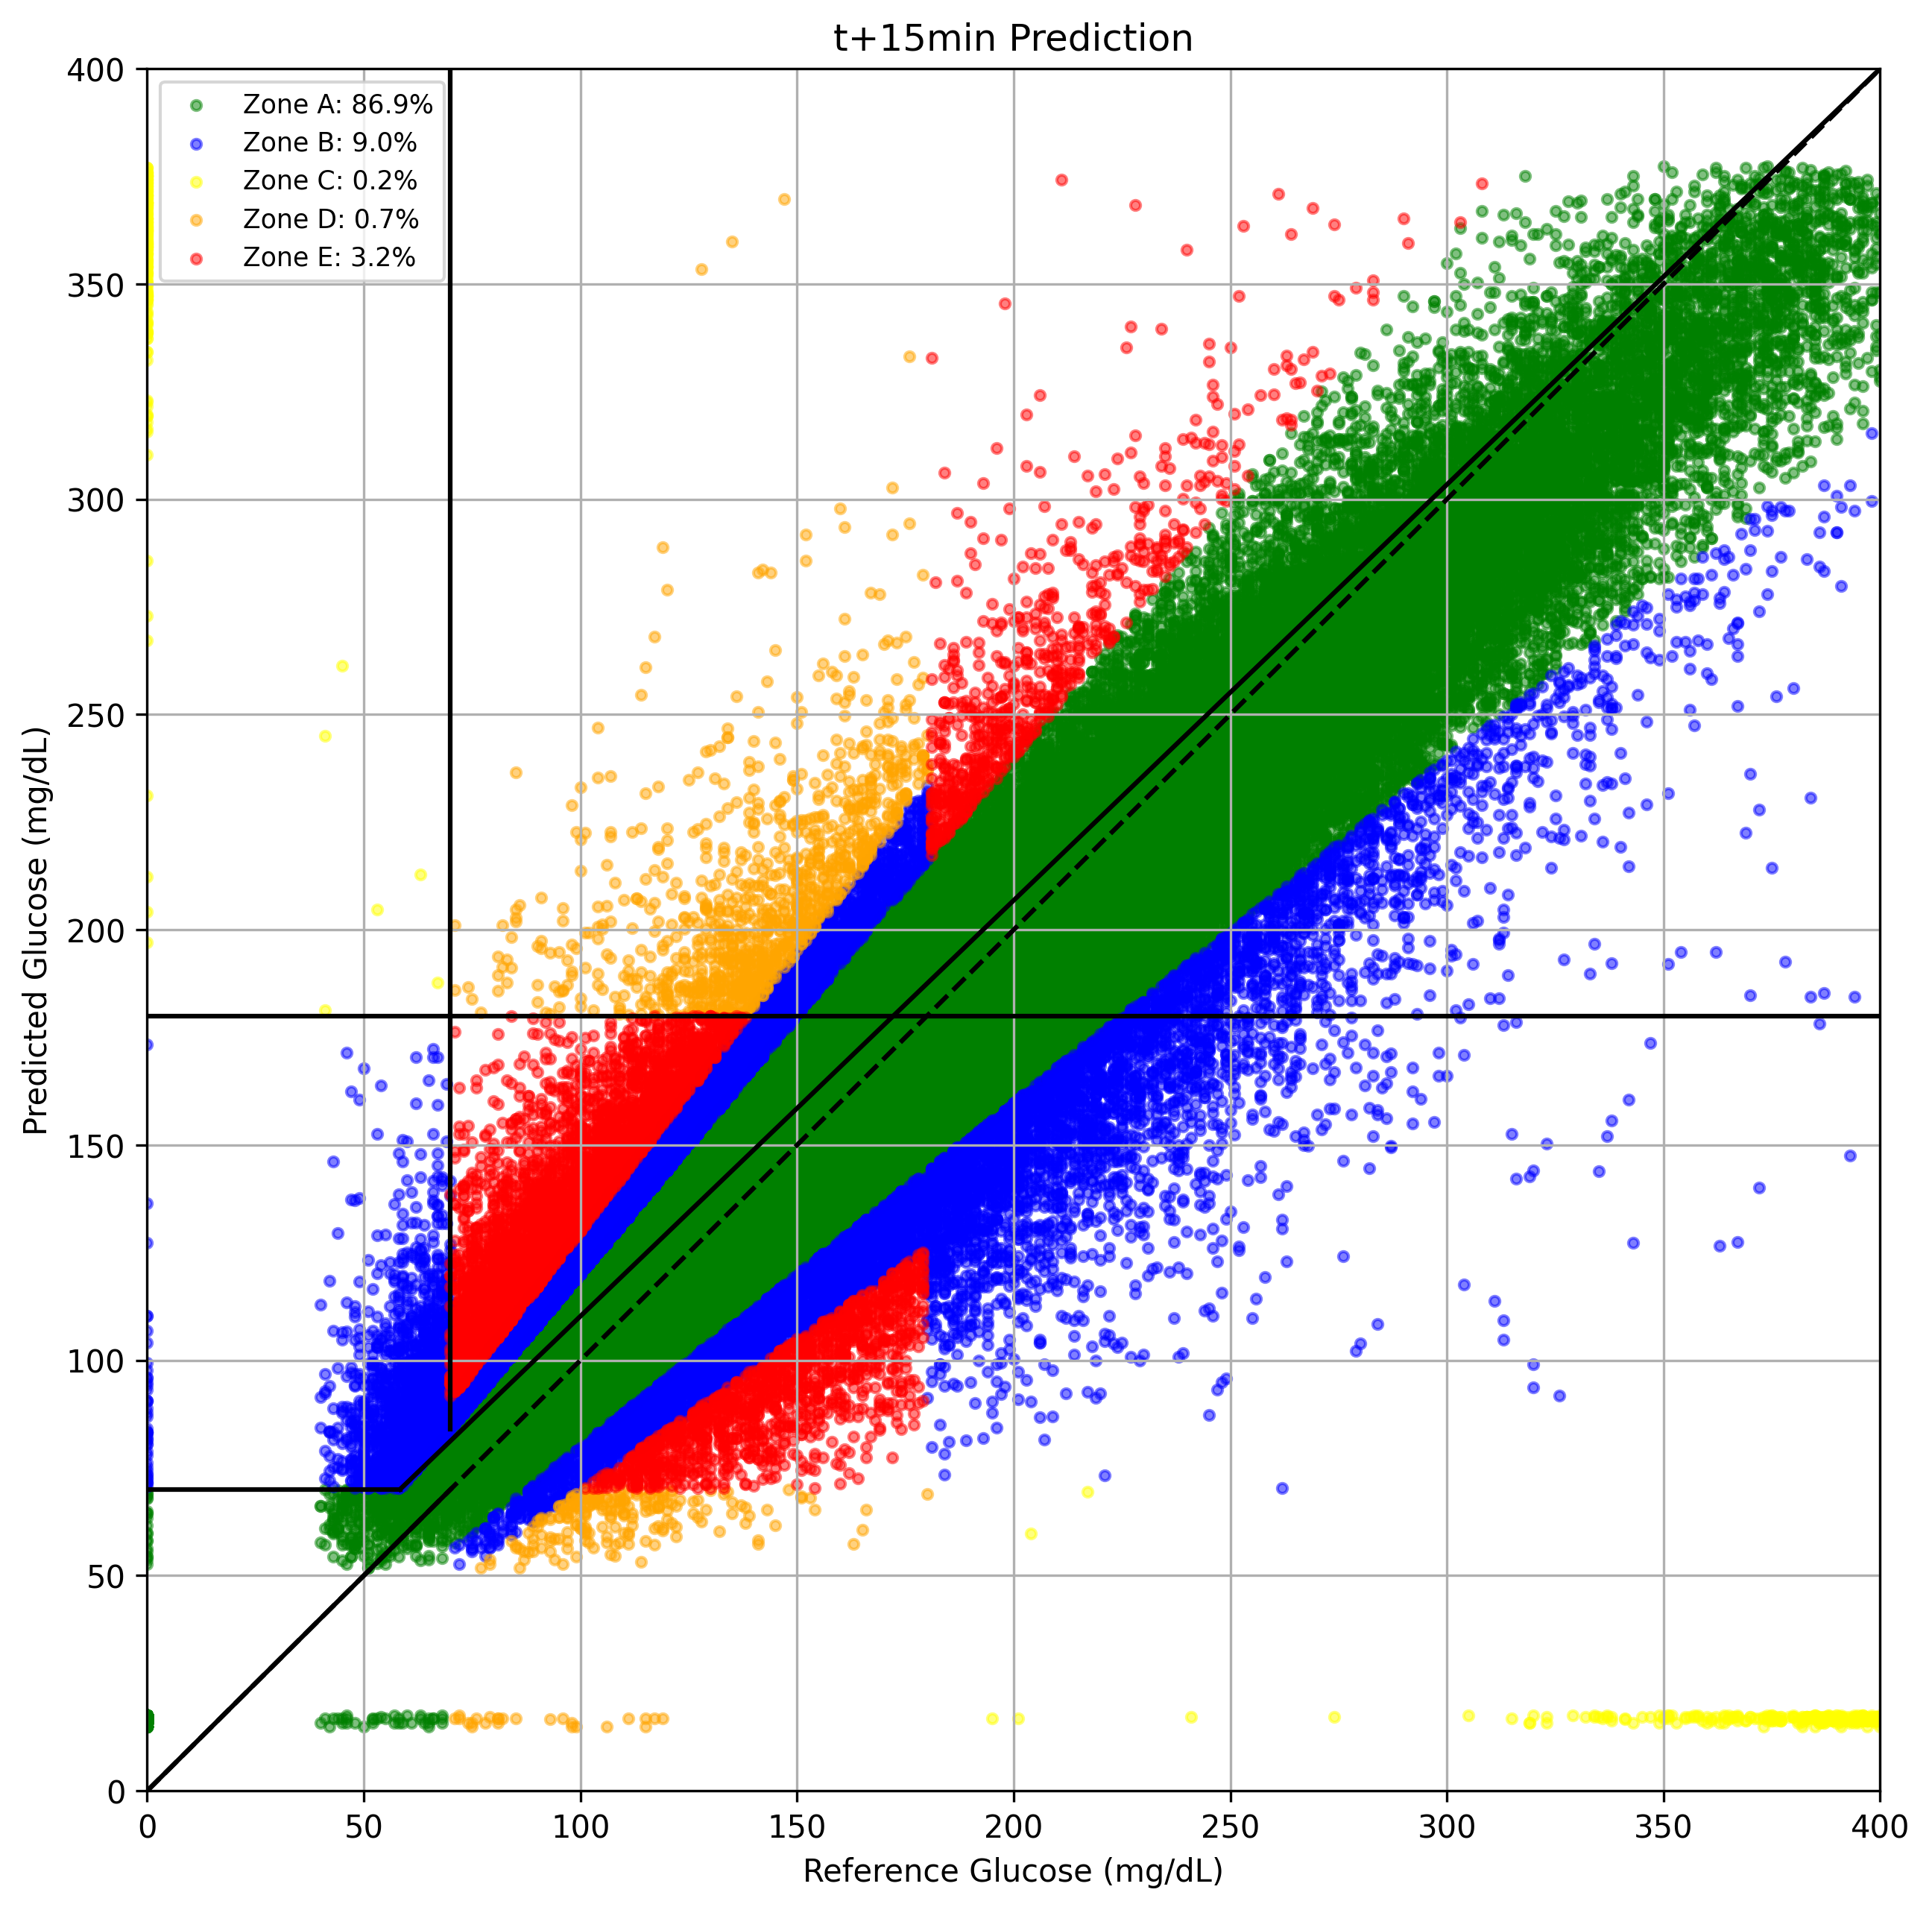 t+15min Prediction
Zone A: 86.9%
Zone B: 9.0%
Zone C: 0.2%
Zone D: 0.7%
Zone E: 3.2%
Predicted Glucose (mg/dL)
400
350
300
250
200
150
100
50
0
0 50 100 150 200 250 300 350 400
Reference Glucose (mg/dL)